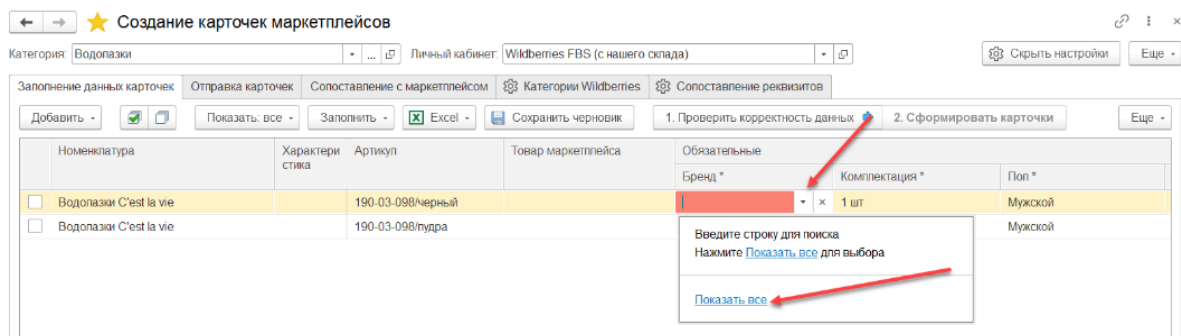 Создание карточек маркетплейсов
Категория: Водолазки ... Личный кабинет: Wildberries FBS (с нашего склада) Скрыть настройки Еще
Заполнение данных карточек Отправка карточек Сопоставление с маркетплейсом Категории Wildberries Сопоставление реквизитов
Добавить Показать: все Заполнить Excel Сохранить черновик 1. Проверить корректность данных 2. Сформировать карточки Еще
Номенклатура Характери Артикул Товар маркетплейса Обязательные
стика
Бренд * Комплектация * Пол *
Водолазки C'est la vie 190-03-098/черный 1 шт Мужской
Водолазки C'est la vie 190-03-098/пудра Мужской
Введите строку для поиска
Нажмите Показать все для выбора
Показать все